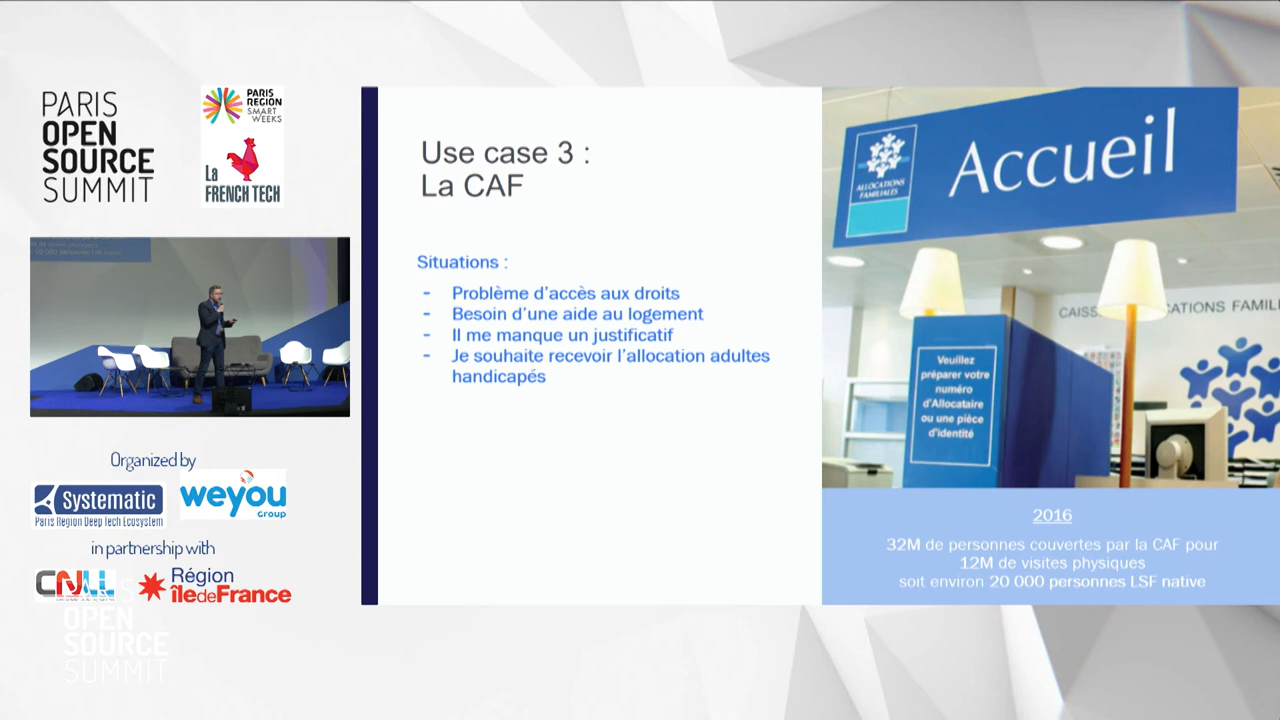 PARIS
OPEN
SOURCE
SUMMIT
PARIS
REGION
SMART
WEEKS
La
FRENCH TECH
Organized by
Systematic
Paris Region Deep Tech Ecosystem
weyou
Group
in partnership with
CNLL
Région
îledeFrance
OPEN
SOURCE
SUMMIT
Use case 3 :
La CAF
Situations :
- Problème d'accès aux droits
- Besoin d'une aide au logement
- Il me manque un justificatif
- Je souhaite recevoir l'allocation adultes
handicapés
ALLOCATIONS
FAMILIALES
Accueil
Veuillez
préparer votre
numéro
d'Allocataire
ou une pièce
d'identité
2016
32M de personnes couvertes par la CAF pour
12M de visites physiques
soit environ 20 000 personnes LSF native